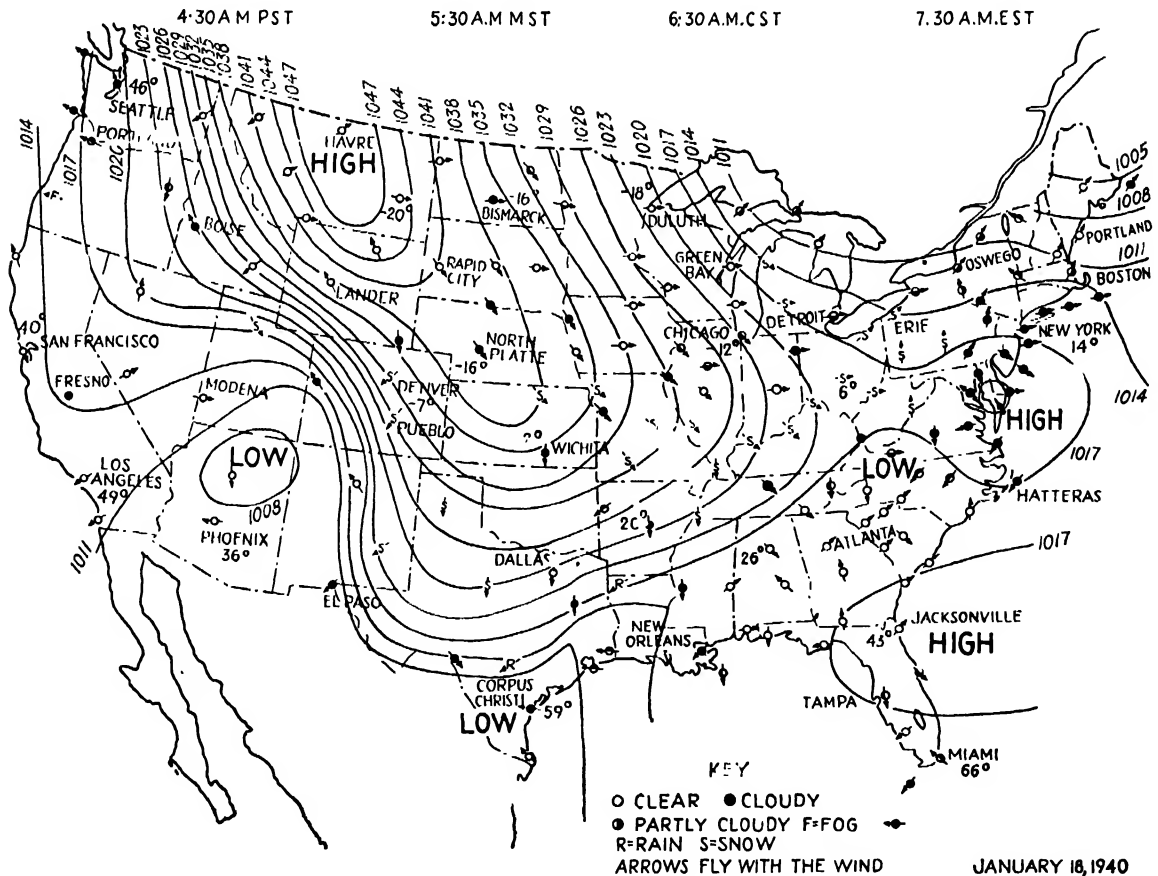 4:30 A M PST 5:30 A.M. MST 6:30 A.M. CST 7.30 A.M. EST
1023 1026 1029 1032 1035 1038 1041 1044 1047
1047 1044 1041 1038 1035 1032 1029 1026 1023 1020 1017 1014 1011
1005
1008
1011
1014
1017
1017
1014
1017
1011
1008
46°
SEATTLE
HAVRE
HIGH
-20°
-16
BISMARCK
-18°
DULUTH
PORTLAND
BOSTON
OSWEGO
BOISE
LANDER
RAPID
CITY
GREEN
BAY
DETROIT
ERIE
NEW YORK
14°
40°
SAN FRANCISCO
FRESNO
MODENA
NORTH
PLATTE
-16°
DENVER
-7°
PUEBLO
CHICAGO
-12°
6°
HIGH
WICHITA
LOW
LOW
HATTERAS
LOS
ANGELES
49°
PHOENIX
36°
EL PASO
DALLAS
26°
ATLANTA
NEW
ORLEANS
JACKSONVILLE
HIGH
CORPUS
CHRISTI
59°
LOW
TAMPA
MIAMI
66°
KEY
○ CLEAR ● CLOUDY
◑ PARTLY CLOUDY F=FOG
R=RAIN S=SNOW
ARROWS FLY WITH THE WIND
JANUARY 18, 1940